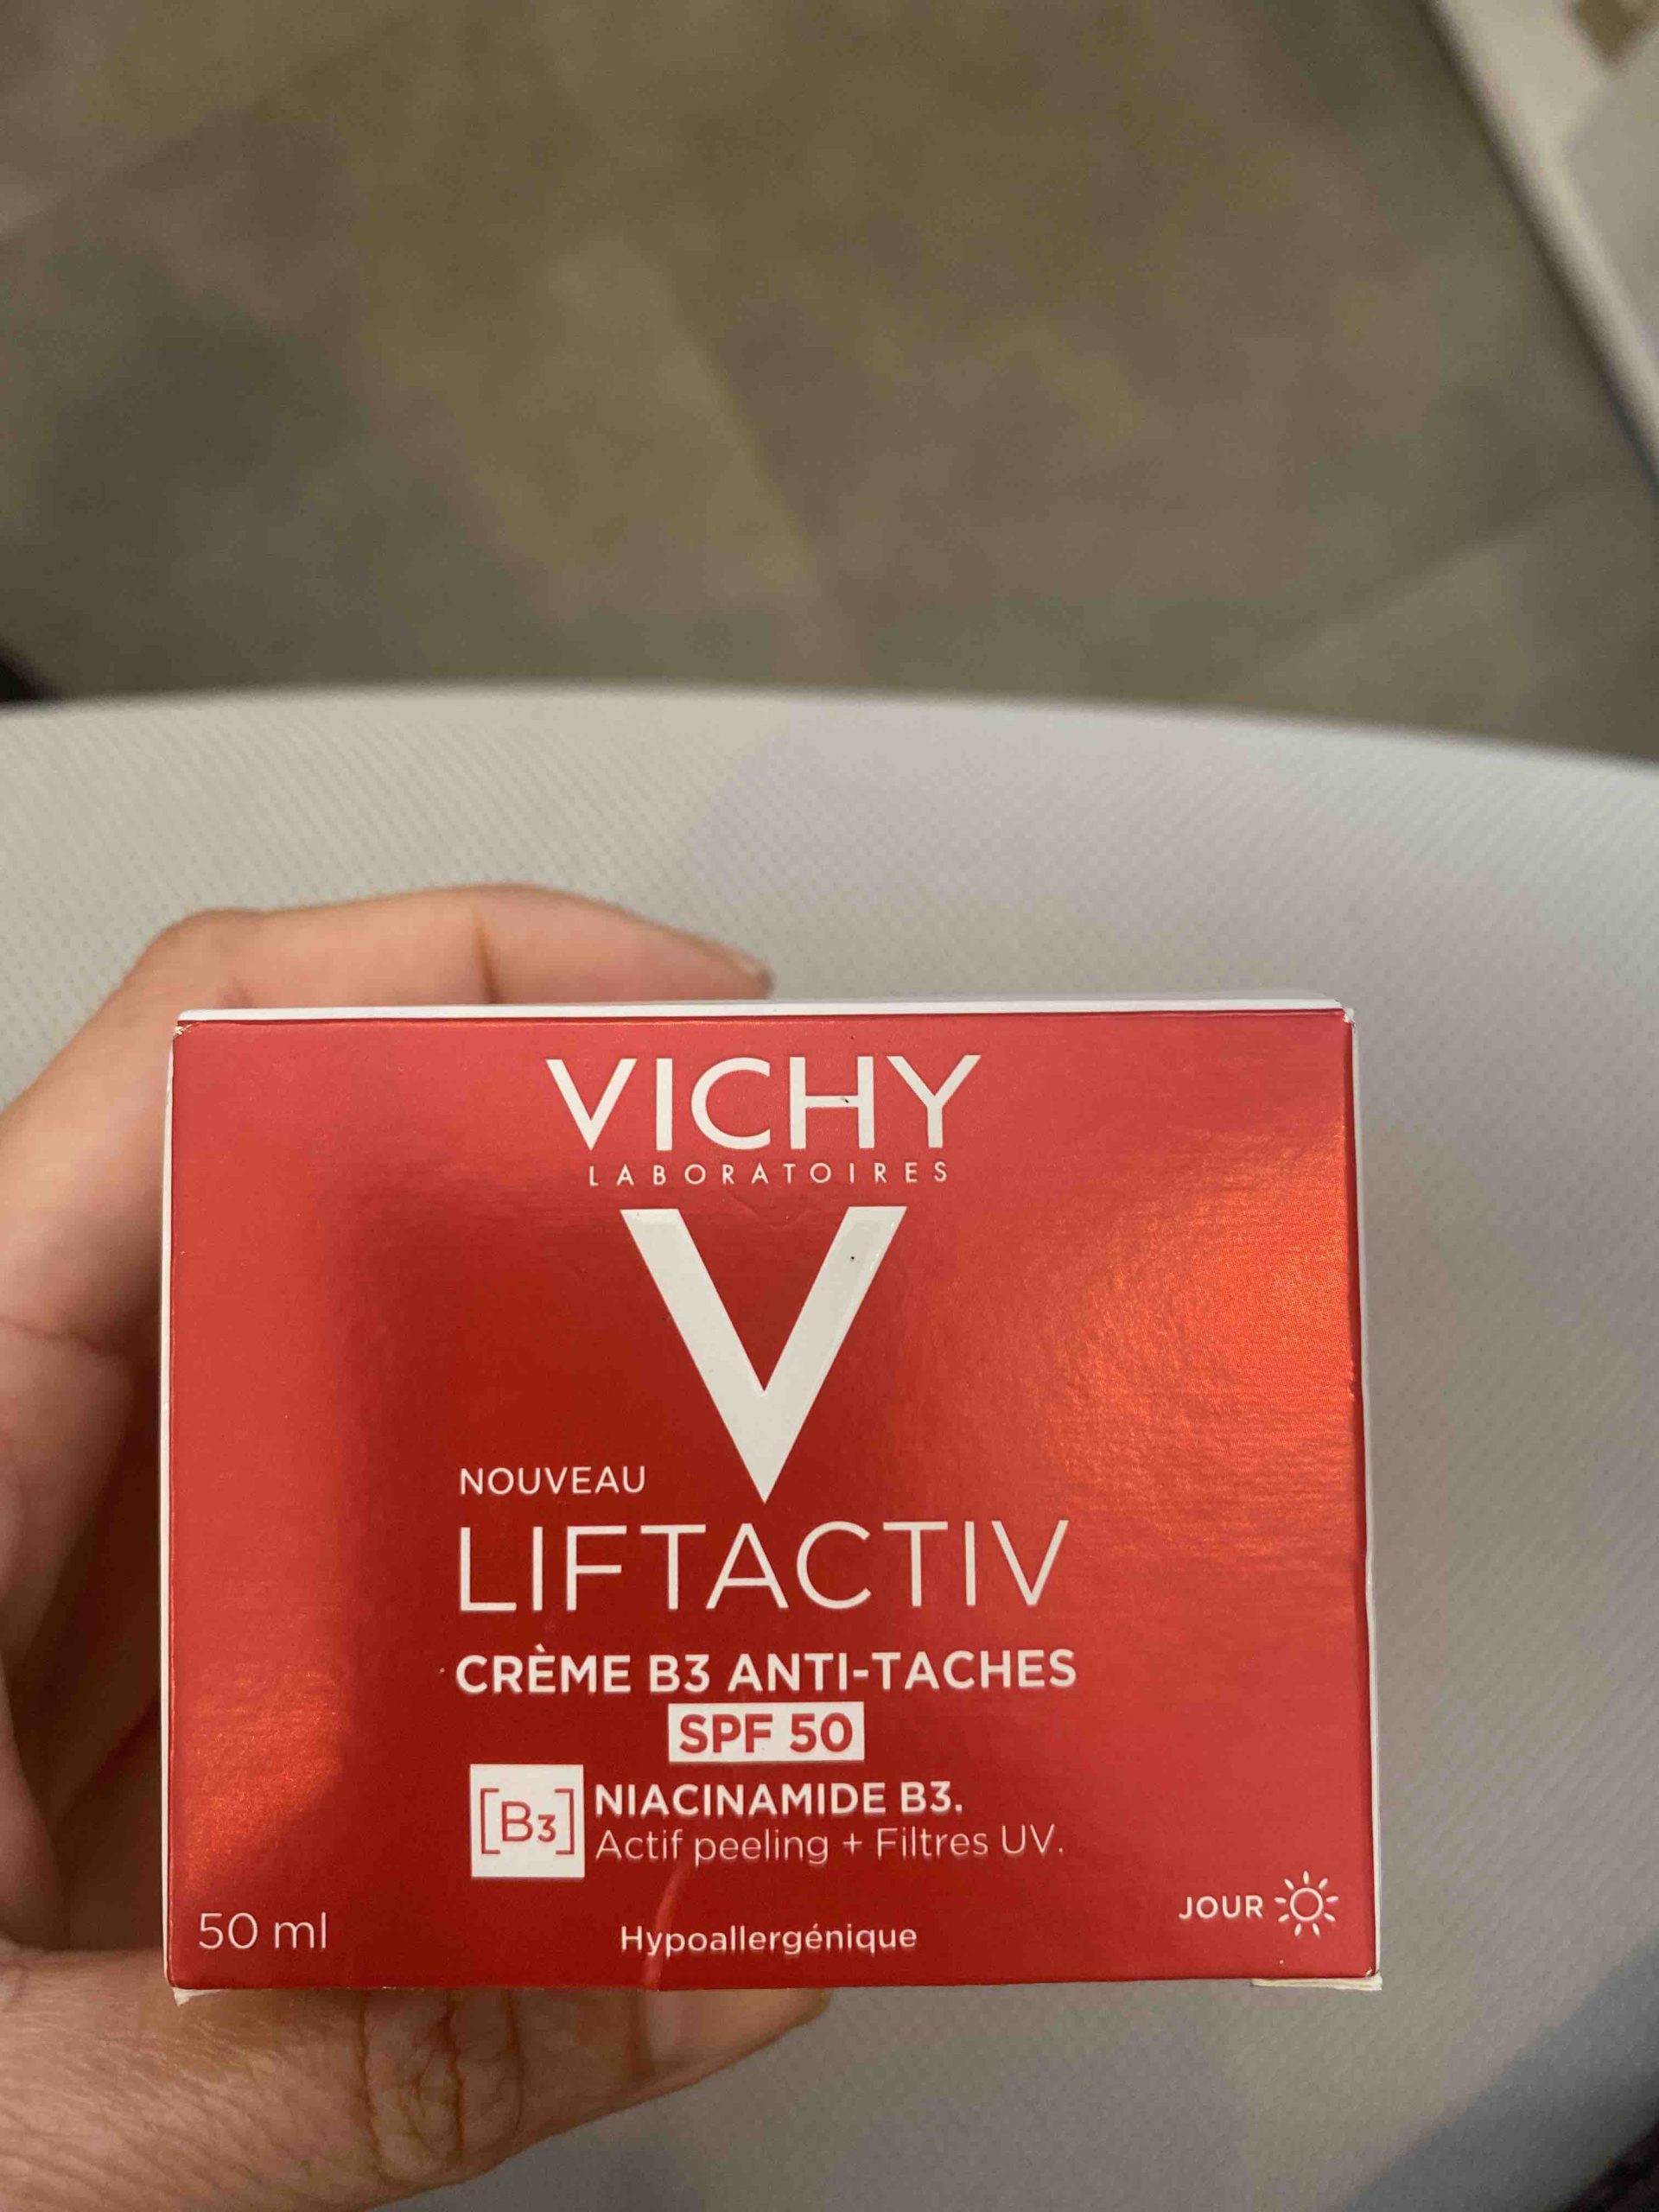 VICHY
LABORATOIRES
V
NOUVEAU
LIFTACTIV
CRÈME B3 ANTI-TACHES
SPF 50
[B3]
NIACINAMIDE B3.
Actif peeling + Filtres UV.
JOUR
50 ml
Hypoallergénique